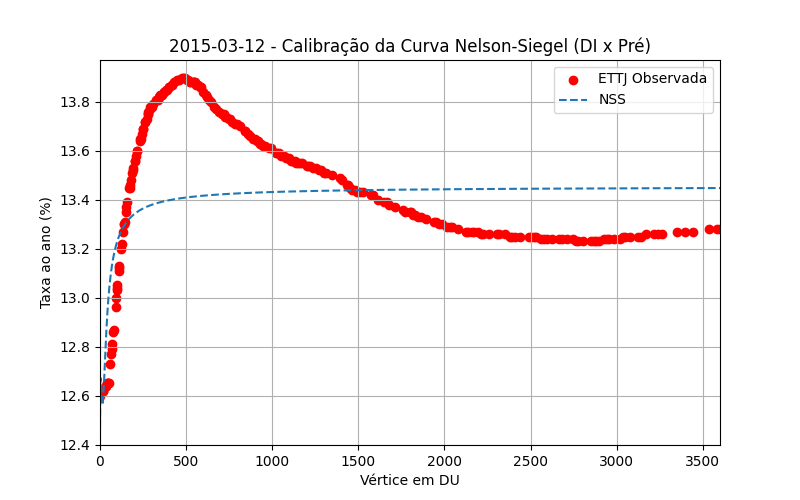 2015-03-12 - Calibração da Curva Nelson-Siegel (DI x Pré)
ETTJ Observada
NSS
Taxa ao ano (%)
13.8
13.6
13.4
13.2
13.0
12.8
12.6
12.4
0 500 1000 1500 2000 2500 3000 3500
Vértice em DU